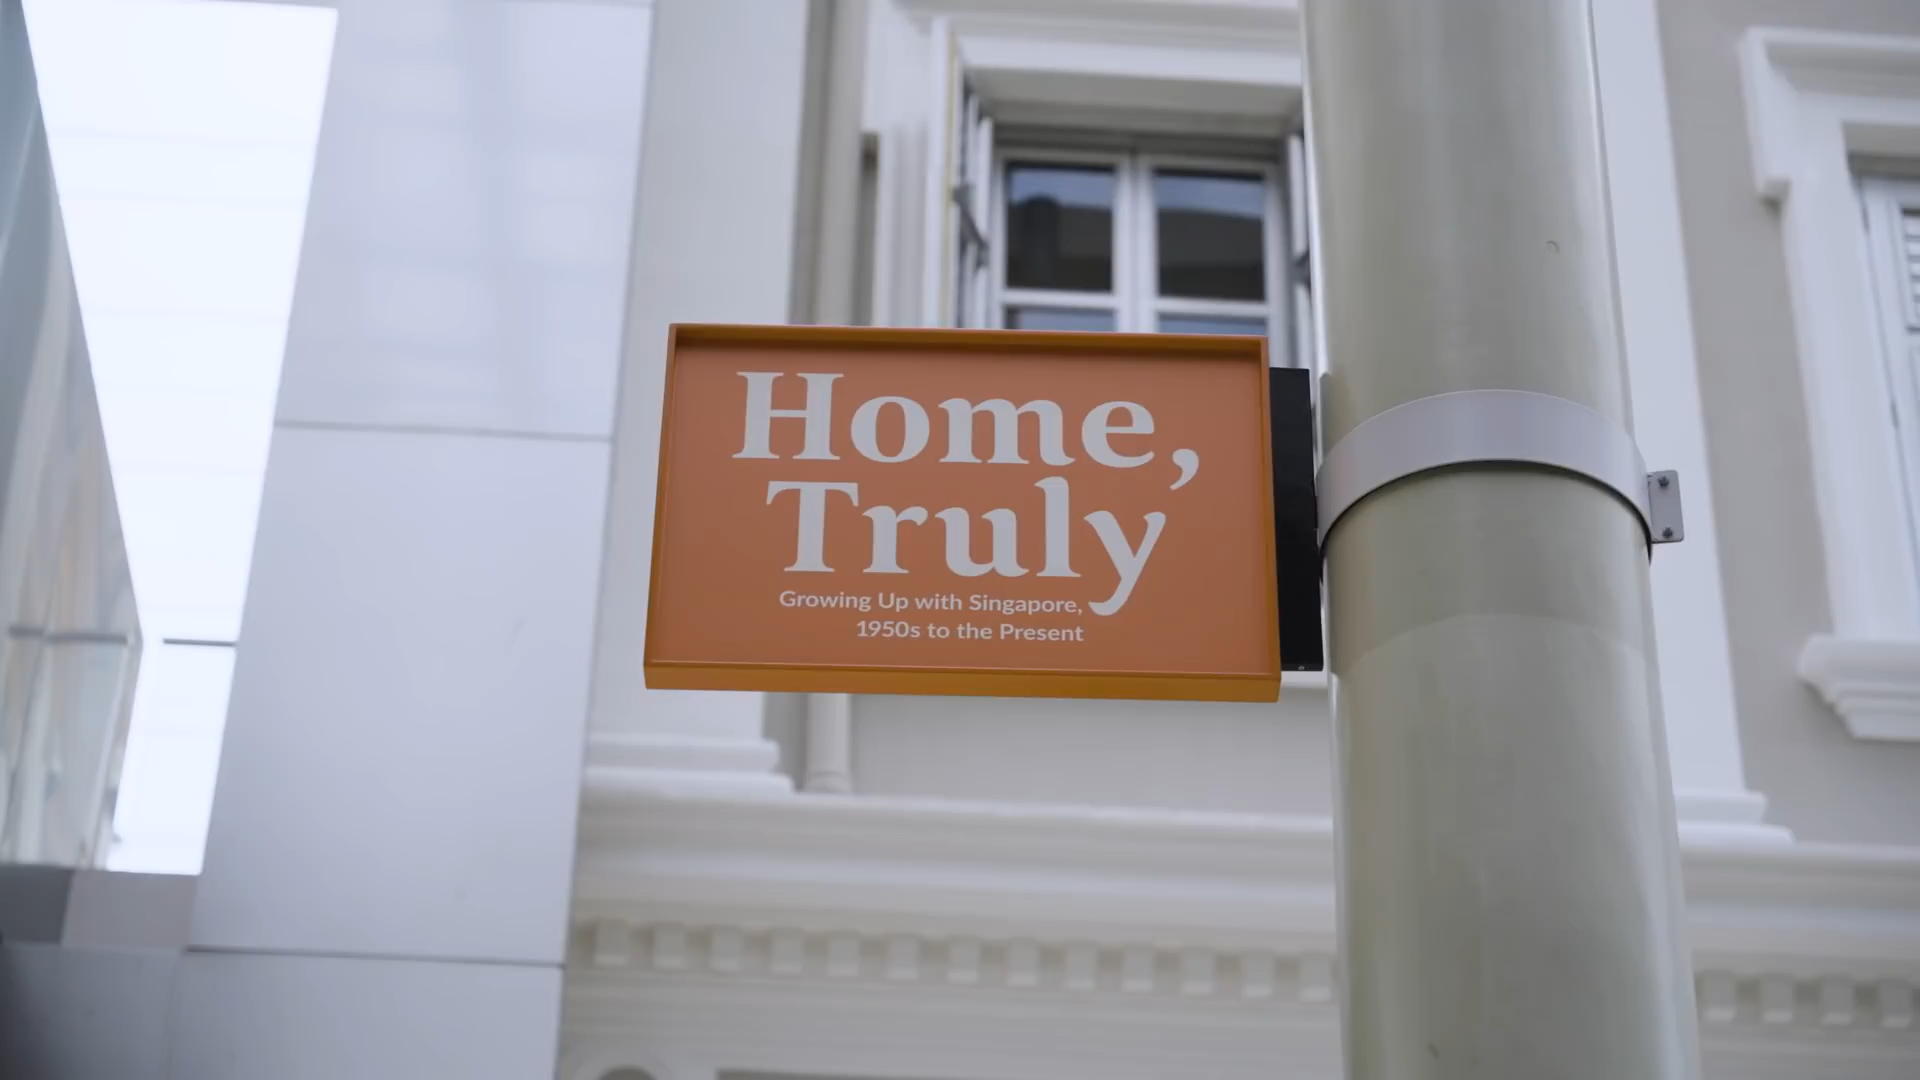 Home,
Truly
Growing Up with Singapore,
1950s to the Present